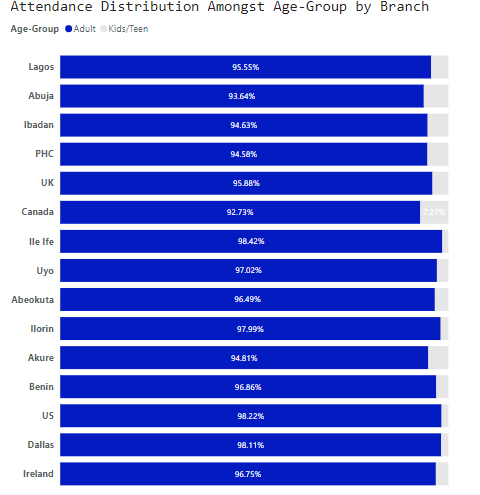 Attendance Distribution Amongst Age-Group by Branch
Age-Group Adult Kids/Teen
Lagos 95.55%
Abuja 93.64%
Ibadan 94.63%
PHC 94.58%
UK 95.88%
Canada 92.73% 7.27%
Ile Ife 98.42%
Uyo 97.02%
Abeokuta 96.49%
Ilorin 97.99%
Akure 94.81%
Benin 96.86%
US 98.22%
Dallas 98.11%
Ireland 96.75%